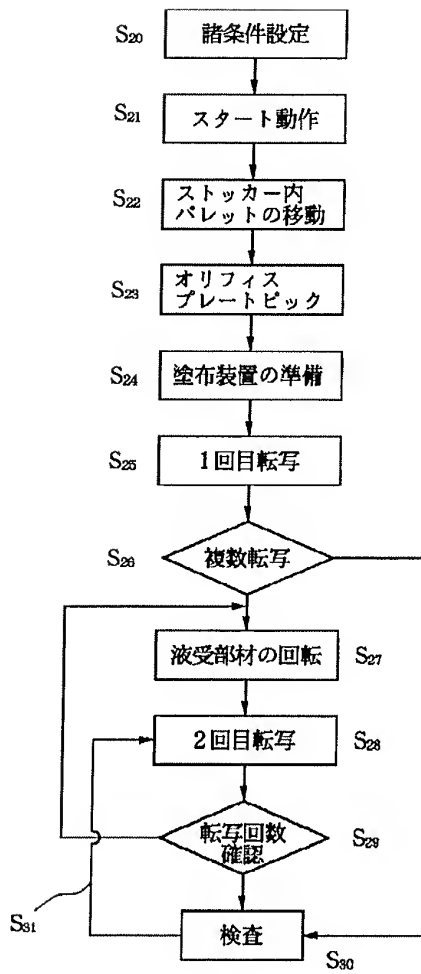 S20
諸条件設定
S21
スタート動作
S22
ストッカー内
パレットの移動
S23
オリフィス
プレートピック
S24
塗布装置の準備
S25
1回目転写
S26
複数転写
液受部材の回転
S27
2回目転写
S28
転写回数
確認
S29
S31
検査
S30